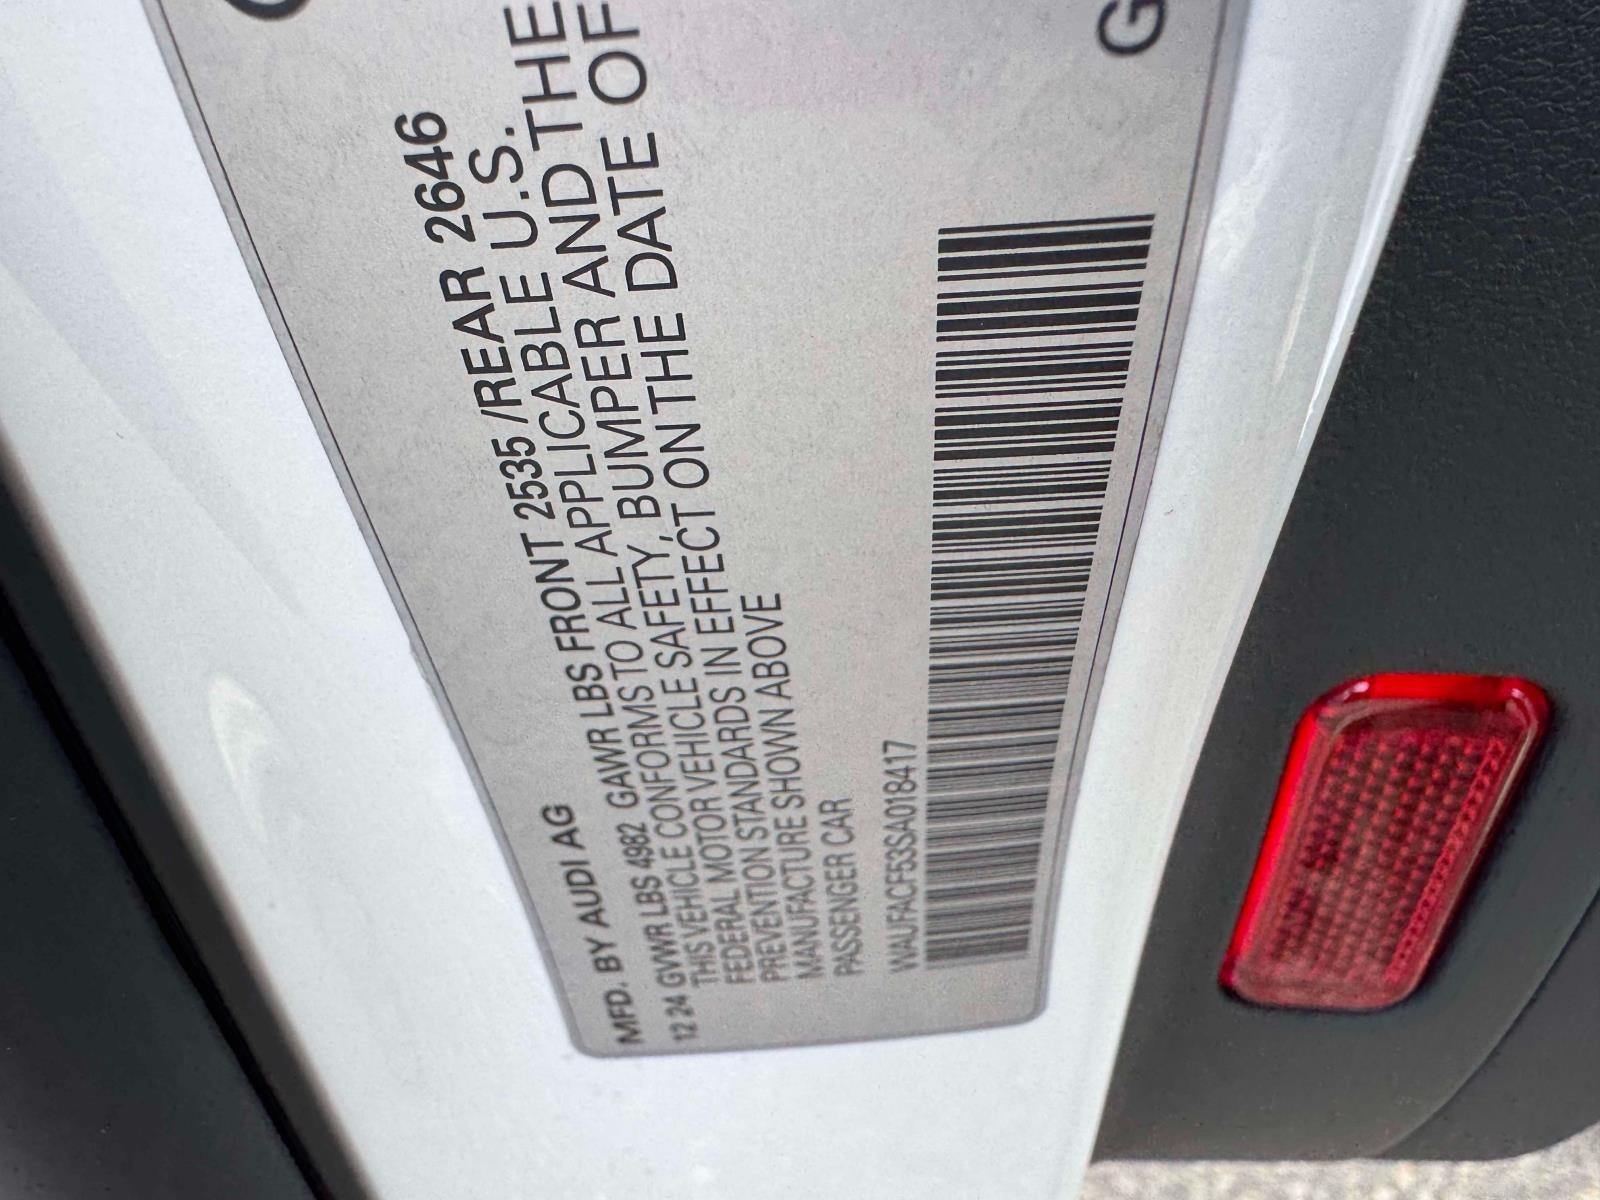 MFD. BY AUDI AG
12 24 GVWR LBS 4982 GAWR LBS FRONT 2535 /REAR 2646
THIS VEHICLE CONFORMS TO ALL APPLICABLE U.S.
FEDERAL MOTOR VEHICLE SAFETY, BUMPER AND THE
PREVENTION STANDARDS IN EFFECT ON THE DATE OF
MANUFACTURE SHOWN ABOVE
PASSENGER CAR
WAUFACF53SA018417
G